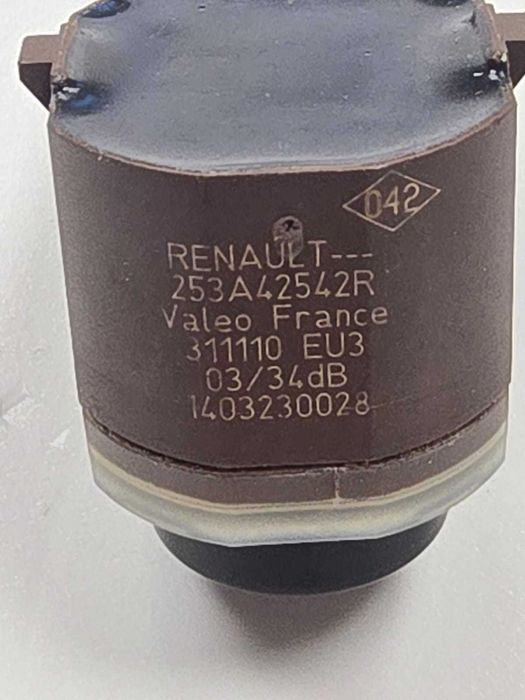 042
RENAULT---
253A42542R
Valeo France
311110 EU3
03/34dB
1403230028